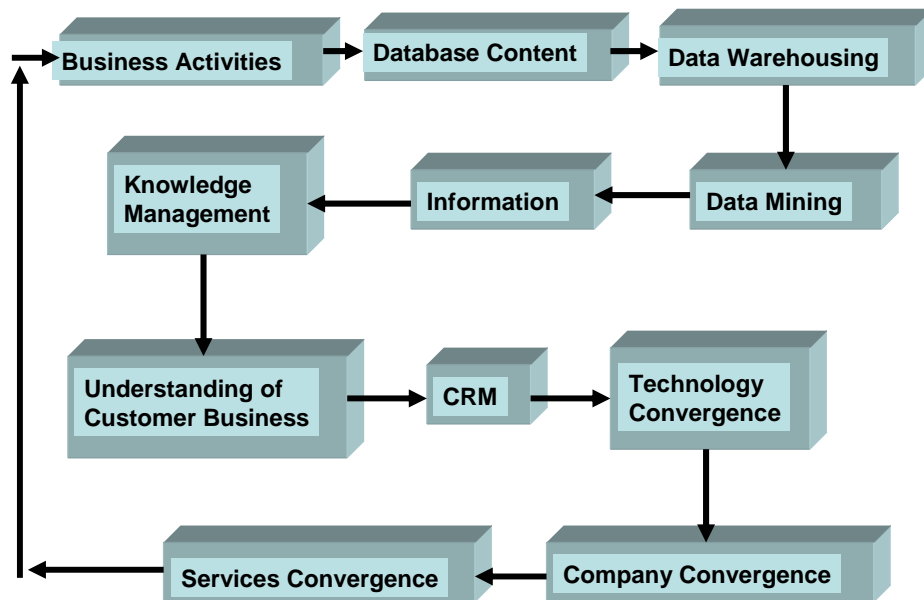 Business Activities
Database Content
Data Warehousing
Knowledge
Management
Information
Data Mining
Understanding of
Customer Business
CRM
Technology
Convergence
Services Convergence
Company Convergence